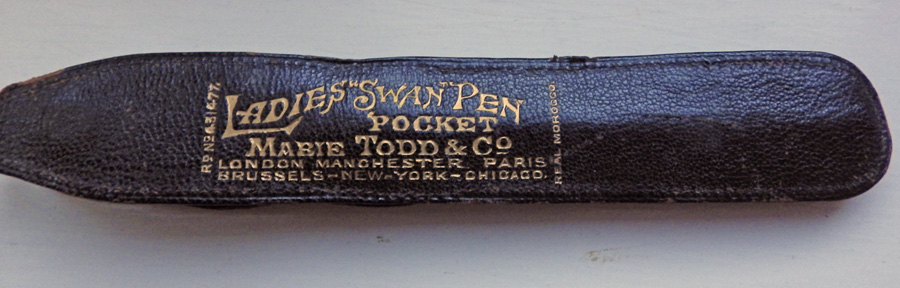 LADIES "SWAN" PEN
POCKET
MABIE TODD & Co
LONDON MANCHESTER PARIS
BRUSSELS-NEW-YORK-CHICAGO.
REAL MOROCCO.